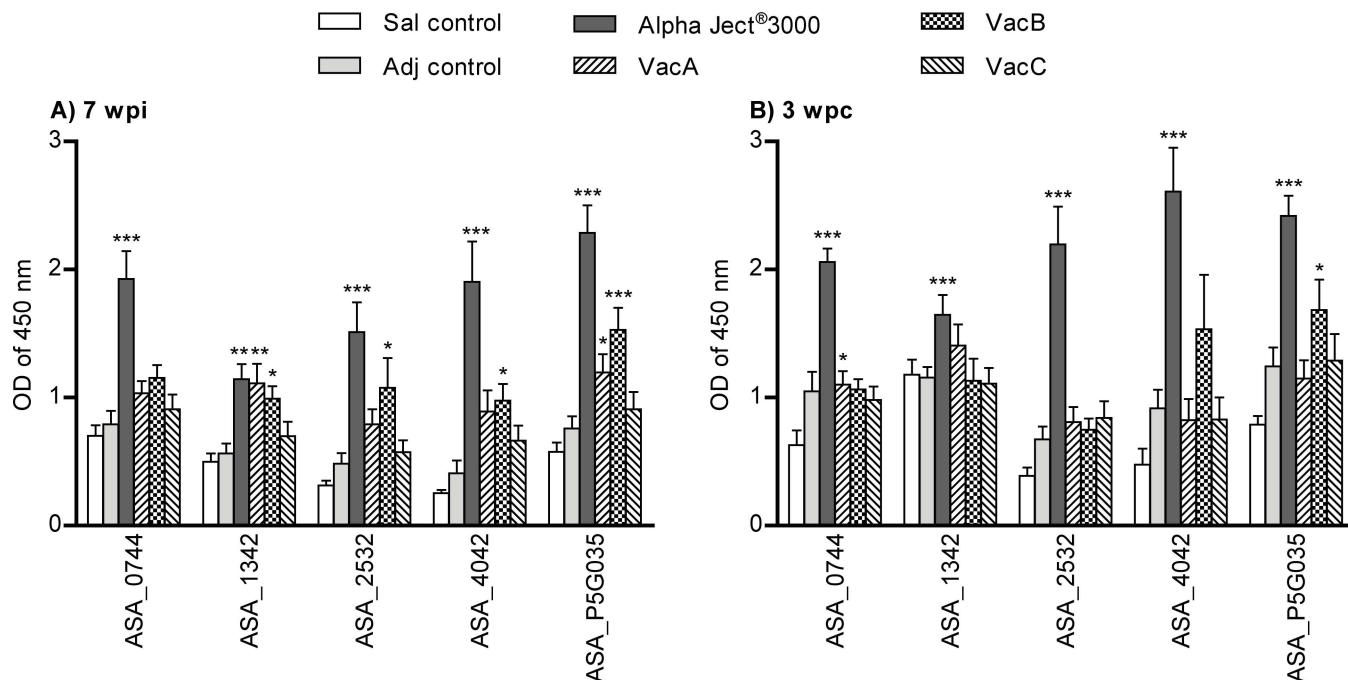 Sal control
Alpha Ject®3000
VacB
Adj control
VacA
VacC
A) 7 wpi
3
2
1
0
OD of 450 nm
***
** **
*
***
*
***
*
***
*
***
ASA_0744
ASA_1342
ASA_2532
ASA_4042
ASA_P5G035
B) 3 wpc
3
2
1
0
OD of 450 nm
***
*
***
***
***
***
*
ASA_0744
ASA_1342
ASA_2532
ASA_4042
ASA_P5G035